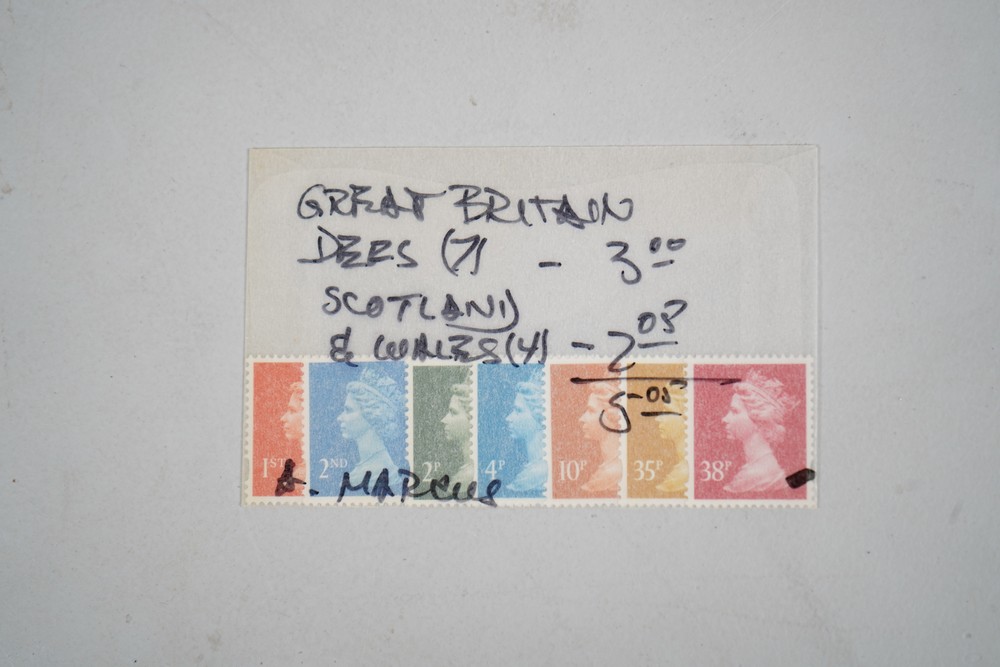 GREAT BRITAIN
DEES (7) - 3.00
SCOTLAND
& WALES (4) - 2.05
5.05
1ST 2ND 2P 4P 10P 35P 38P
A. MARCUS